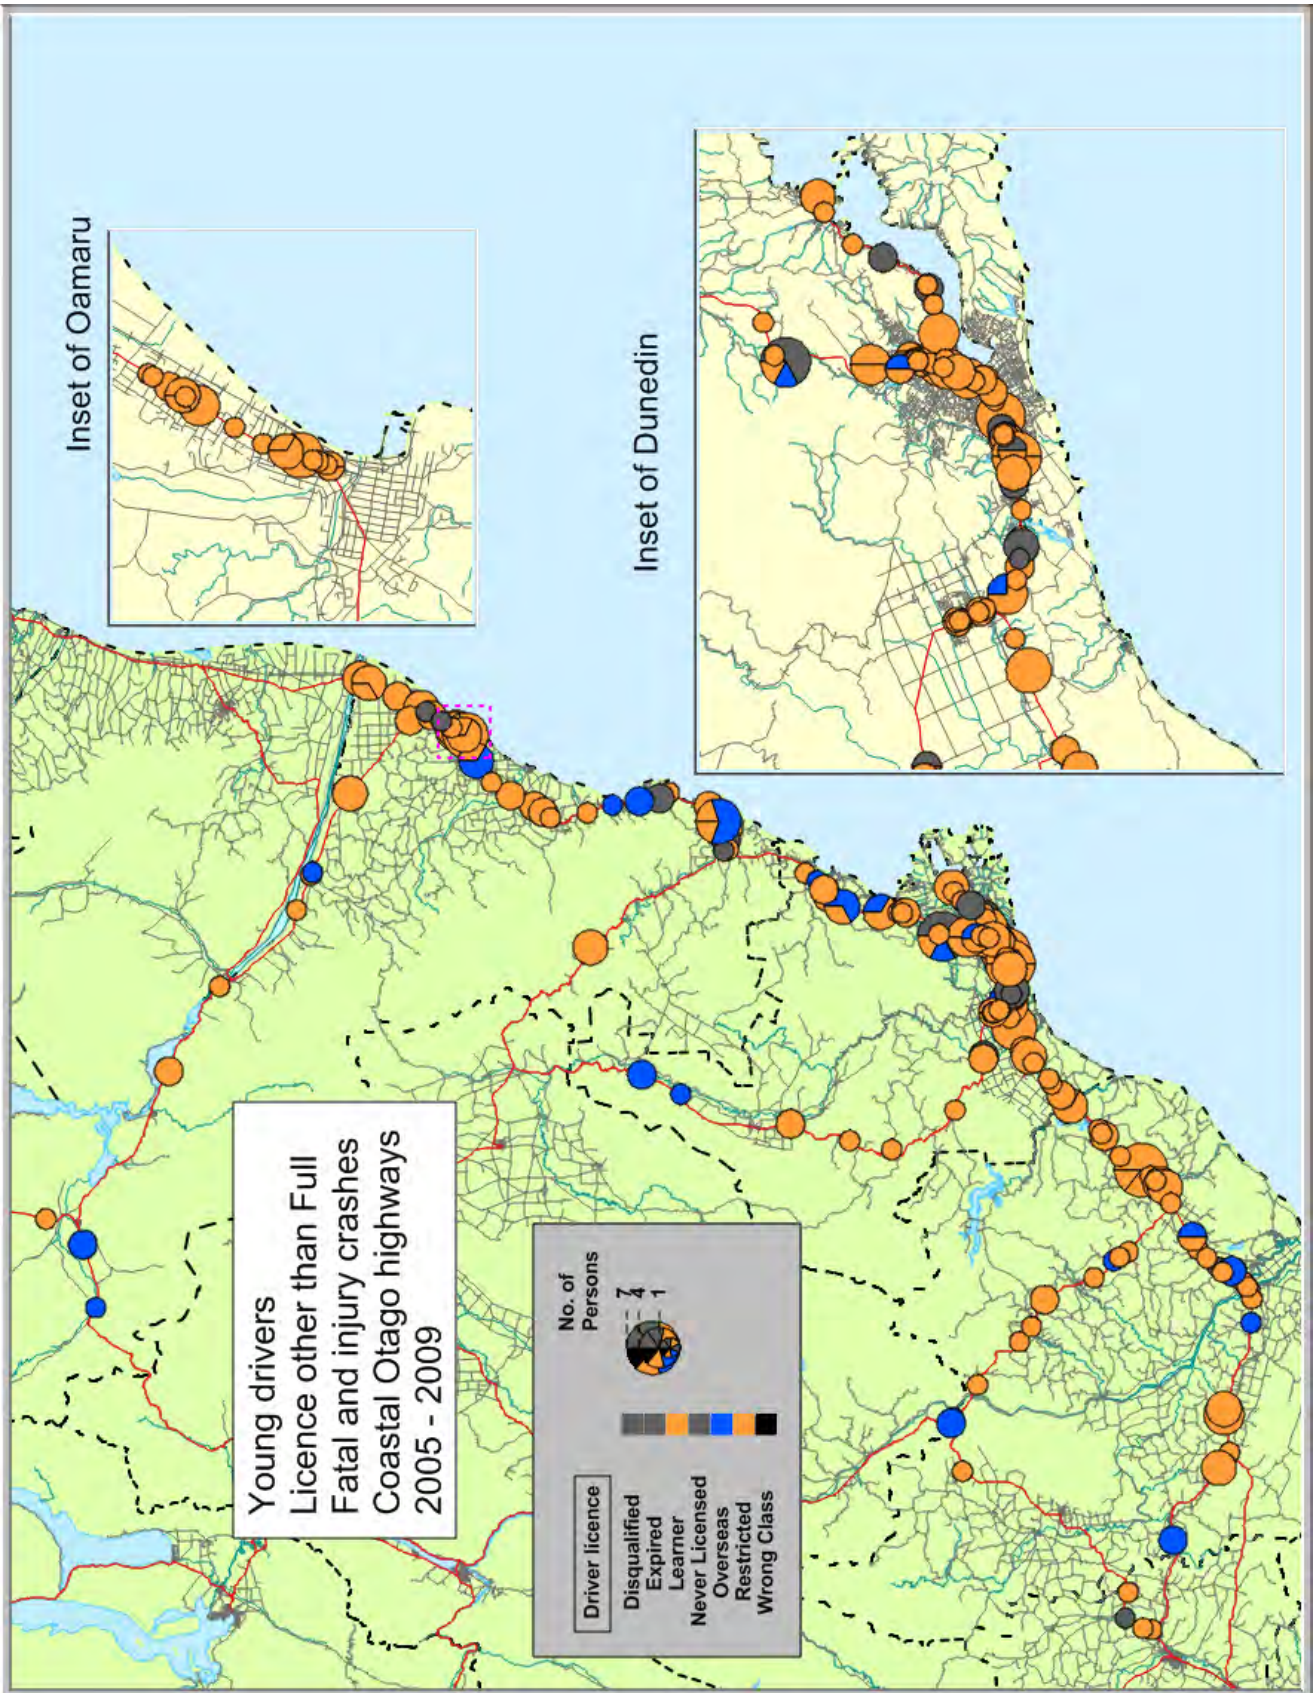 Inset of Oamaru
Inset of Dunedin
Young drivers
Licence other than Full
Fatal and injury crashes
Coastal Otago highways
2005 - 2009
Driver licence
No. of
Persons
Disqualified
Expired
Learner
Never Licensed
Overseas
Restricted
Wrong Class
7
4
1